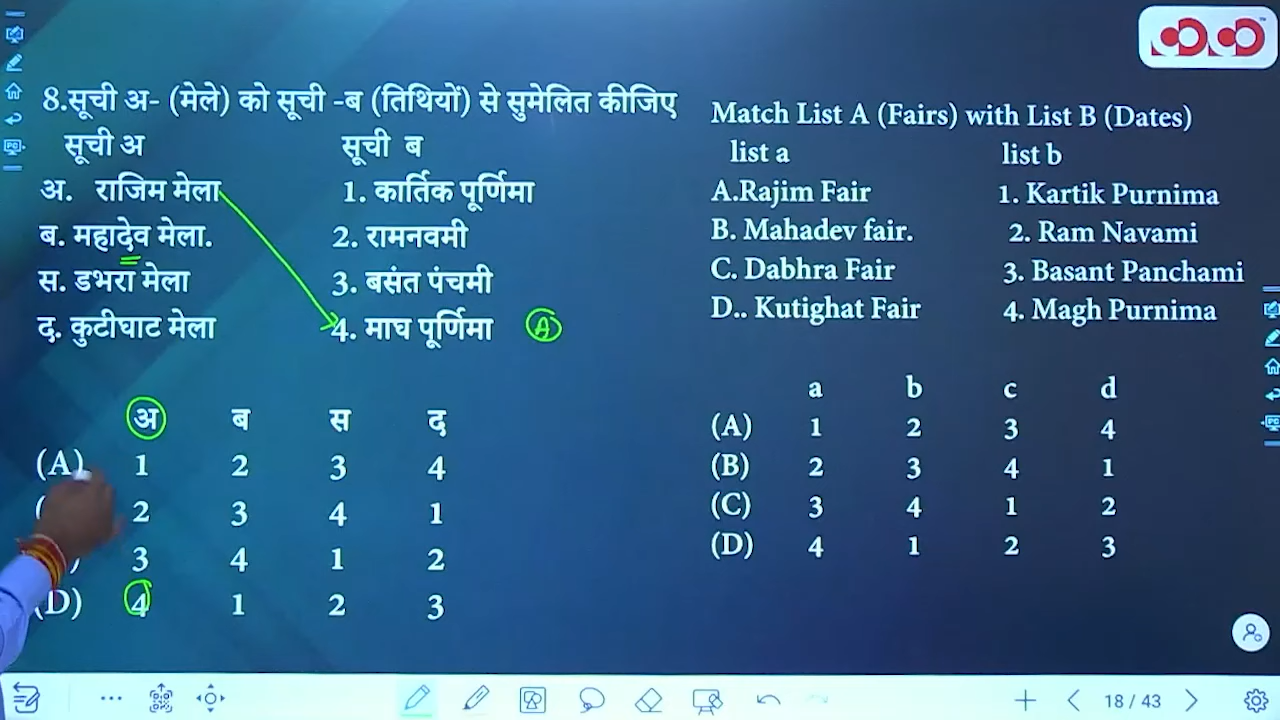 8.सूची अ- (मेले) को सूची -ब (तिथियों) से सुमेलित कीजिए
सूची अ सूची ब
अ. राजिम मेला 1. कार्तिक पूर्णिमा
ब. महादेव मेला. 2. रामनवमी
स. डभरा मेला 3. बसंत पंचमी
द. कुटीघाट मेला 4. माघ पूर्णिमा A
अ ब स द
(A) 1 2 3 4
2 3 4 1
3 4 1 2
(D) 4 1 2 3
Match List A (Fairs) with List B (Dates)
list a list b
A.Rajim Fair 1. Kartik Purnima
B. Mahadev fair. 2. Ram Navami
C. Dabhra Fair 3. Basant Panchami
D.. Kutighat Fair 4. Magh Purnima
a b c d
(A) 1 2 3 4
(B) 2 3 4 1
(C) 3 4 1 2
(D) 4 1 2 3
18 / 43